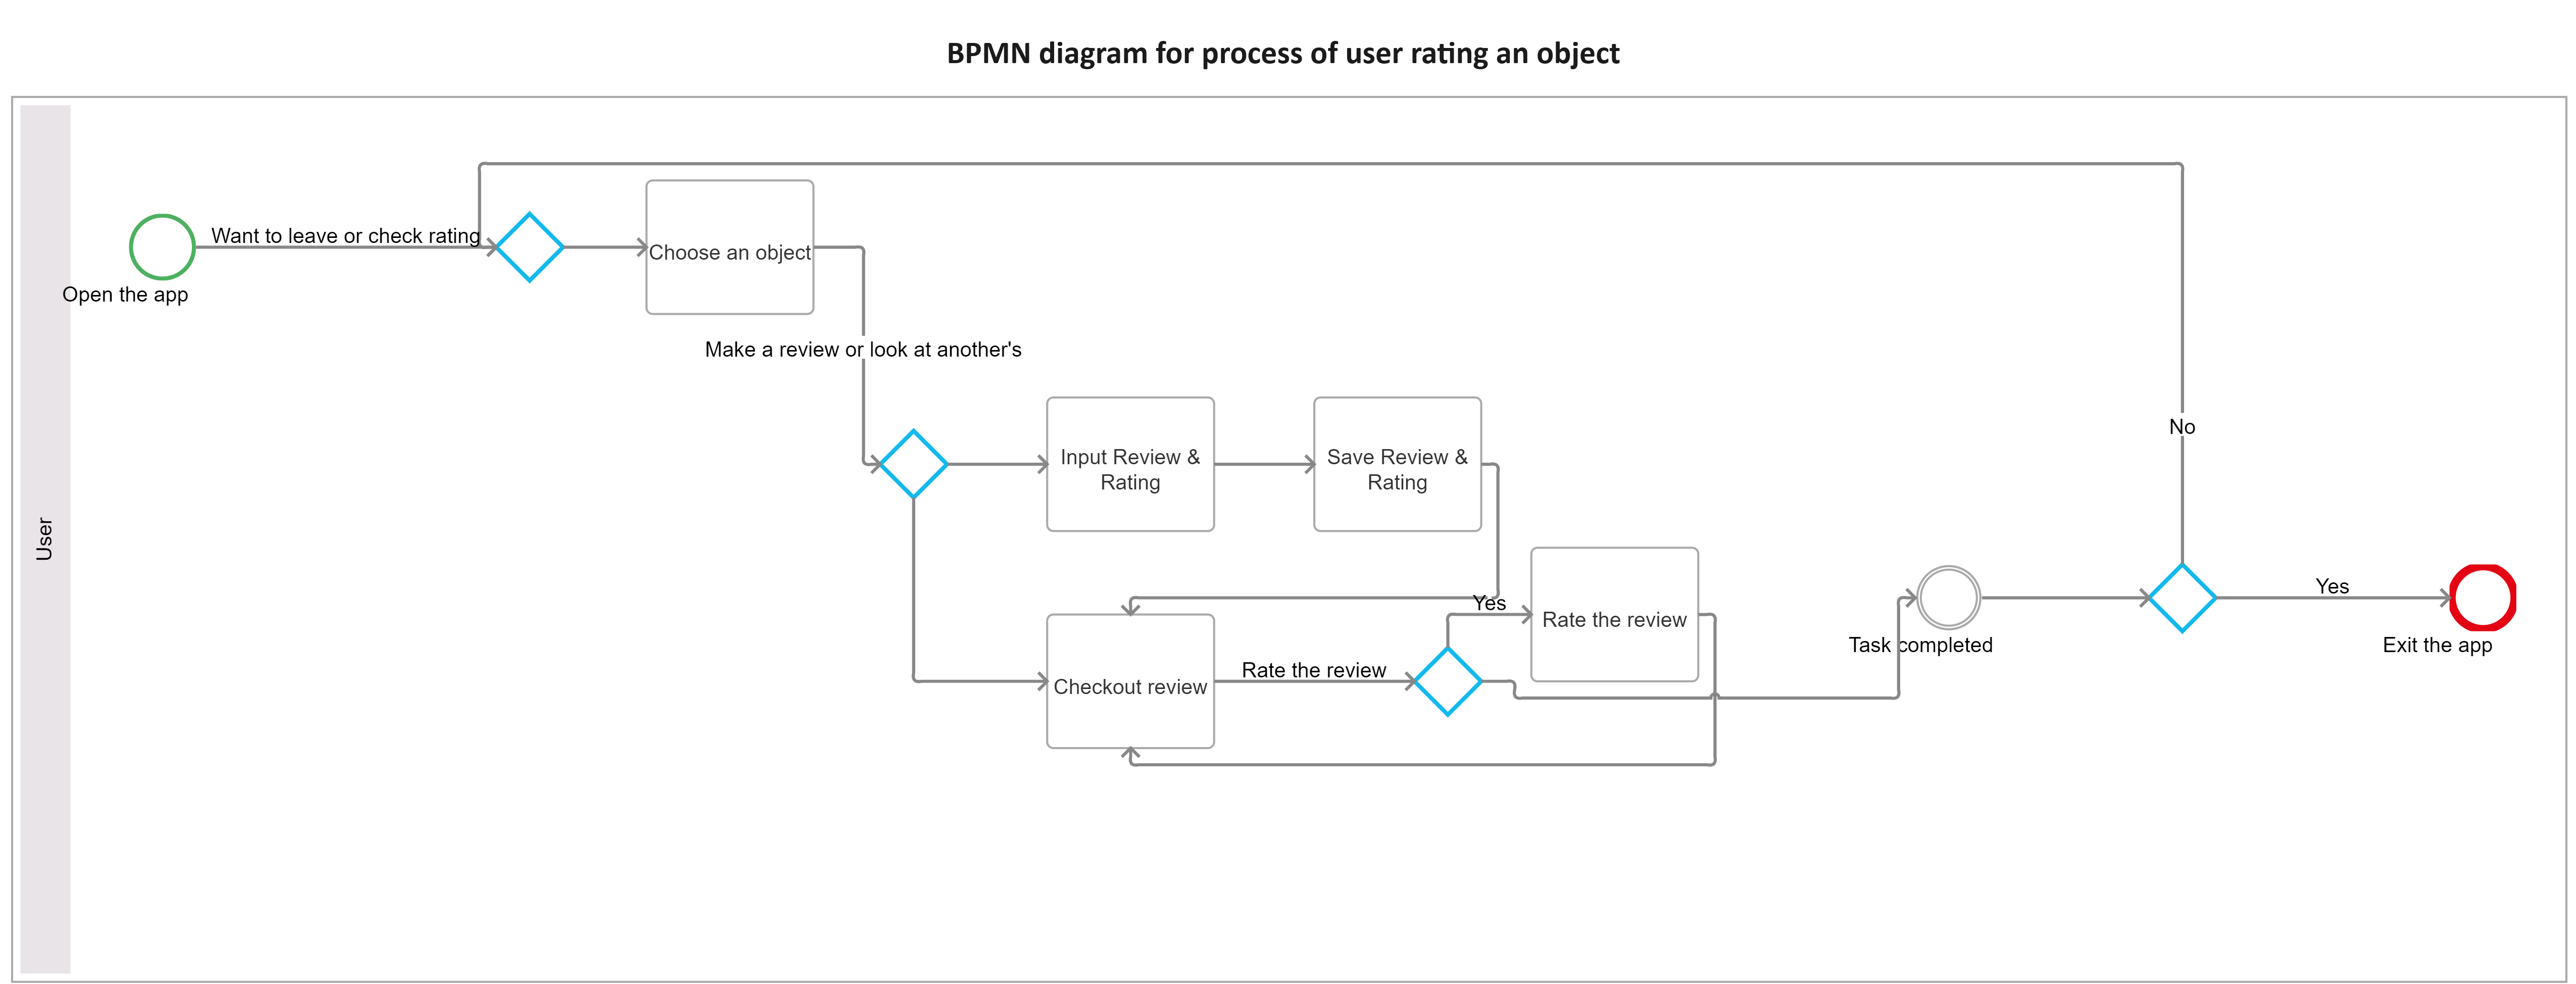 BPMN diagram for process of user rating an object
User
Open the app
Want to leave or check rating
Choose an object
Make a review or look at another's
Input Review &
Rating
Save Review &
Rating
Checkout review
Rate the review
Yes
Rate the review
Task completed
No
Yes
Exit the app